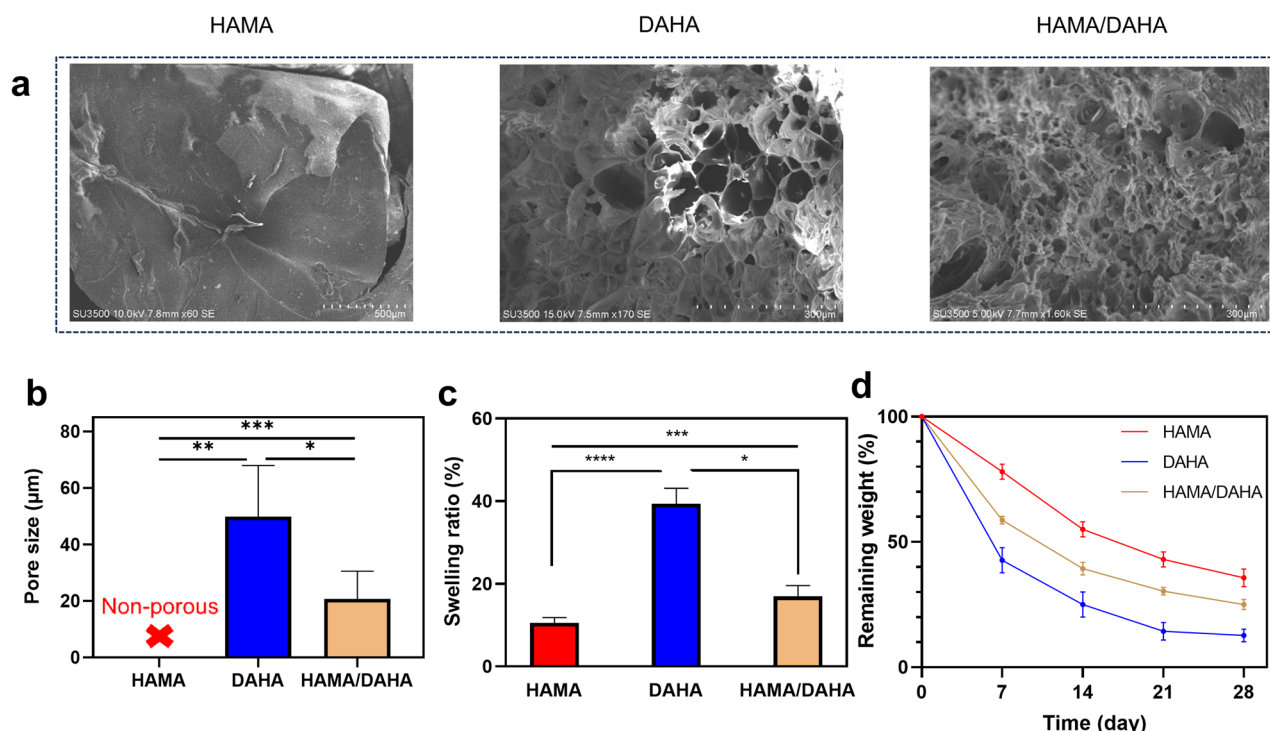 HAMA
DAHA
HAMA/DAHA
a
SU3500 10.0kV 7.8mm x60 SE
500µm
SU3500 15.0kV 7.5mm x170 SE
300µm
SU3500 5.00kV 7.7mm x1.60k SE
300µm
b
Pore size (µm)
80
60
40
20
0
***
**
*
Non-porous
HAMA
DAHA
HAMA/DAHA
c
Swelling ratio (%)
60
40
20
0
***
****
*
HAMA
DAHA
HAMA/DAHA
d
Remaining weight (%)
100
50
0
HAMA
DAHA
HAMA/DAHA
0
7
14
21
28
Time (day)